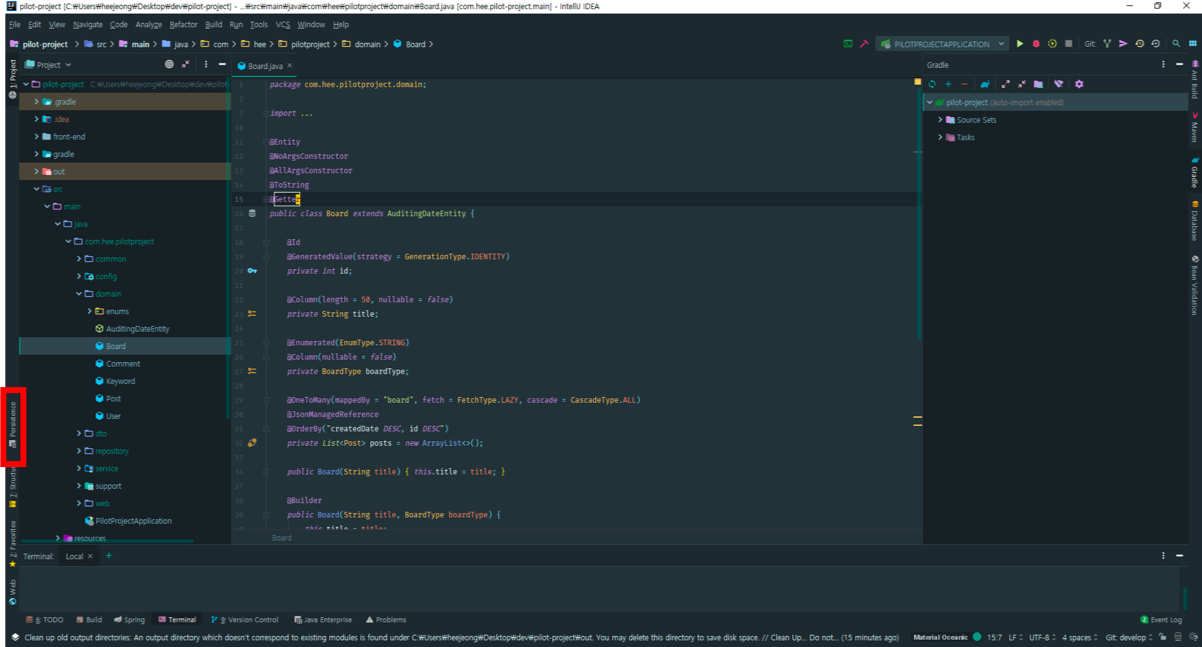 pilot-project [C:₩Users₩heejeong₩Desktop₩dev₩pilot-project] - ...₩src₩main₩java₩com₩hee₩pilotproject₩domain₩Board.java [com.hee.pilot-project.main] - IntelliJ IDEA
File Edit View Navigate Code Analyze Refactor Build Run Tools VCS Window Help
pilot-project > src > main > java > com > hee > pilotproject > domain > Board >
PILOTPROJECTAPPLICATION
Git:
1: Project
Project
Board.java ×
Gradle
pilot-project C:₩Users₩heejeong₩Desktop₩dev₩pilot-
.gradle
.idea
front-end
gradle
out
src
main
java
com.hee.pilotproject
common
config
domain
enums
AuditingDateEntity
Board
Comment
Keyword
Post
User
dto
repository
service
support
web
PilotProjectApplication
resources
1 package com.hee.pilotproject.domain;
2
3 import ...
10
11 @Entity
12 @NoArgsConstructor
13 @AllArgsConstructor
14 @ToString
15 @Getter
16 public class Board extends AuditingDateEntity {
17
18 @Id
19 @GeneratedValue(strategy = GenerationType.IDENTITY)
20 private int id;
21
22 @Column(length = 50, nullable = false)
23 private String title;
24
25 @Enumerated(EnumType.STRING)
26 @Column(nullable = false)
27 private BoardType boardType;
28
29 @OneToMany(mappedBy = "board", fetch = FetchType.LAZY, cascade = CascadeType.ALL)
30 @JsonManagedReference
31 @OrderBy("createdDate DESC, id DESC")
32 private List<Post> posts = new ArrayList<>();
33
34 public Board(String title) { this.title = title; }
37
38 @Builder
39 public Board(String title, BoardType boardType) {
this.title = title;
Board
pilot-project (auto-import enabled)
Source Sets
Tasks
Ant Build
Maven
Gradle
Database
Bean Validation
Persistence
7: Structure
2: Favorites
Web
Terminal: Local × +
6: TODO Build Spring Terminal 9: Version Control Java Enterprise Problems
2 Event Log
Clean up old output directories: An output directory which doesn't correspond to existing modules is found under C:₩Users₩heejeong₩Desktop₩dev₩pilot-project₩out. You may delete this directory to save disk space. // Clean Up... Do not... (15 minutes ago)
Material Oceanic 15:7 LF UTF-8 4 spaces Git: develop